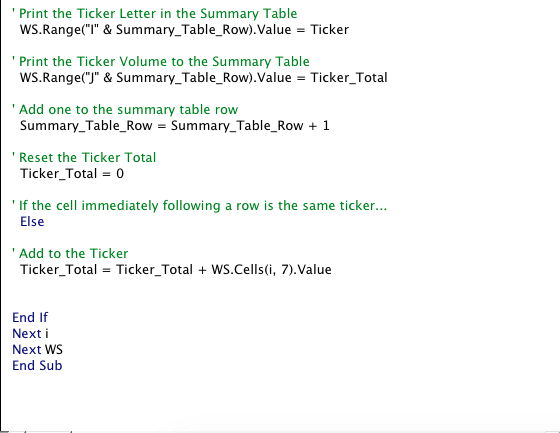 ' Print the Ticker Letter in the Summary Table
WS.Range("I" & Summary_Table_Row).Value = Ticker
' Print the Ticker Volume to the Summary Table
WS.Range("J" & Summary_Table_Row).Value = Ticker_Total
' Add one to the summary table row
Summary_Table_Row = Summary_Table_Row + 1
' Reset the Ticker Total
Ticker_Total = 0
' If the cell immediately following a row is the same ticker...
Else
' Add to the Ticker
Ticker_Total = Ticker_Total + WS.Cells(i, 7).Value
End If
Next i
Next WS
End Sub